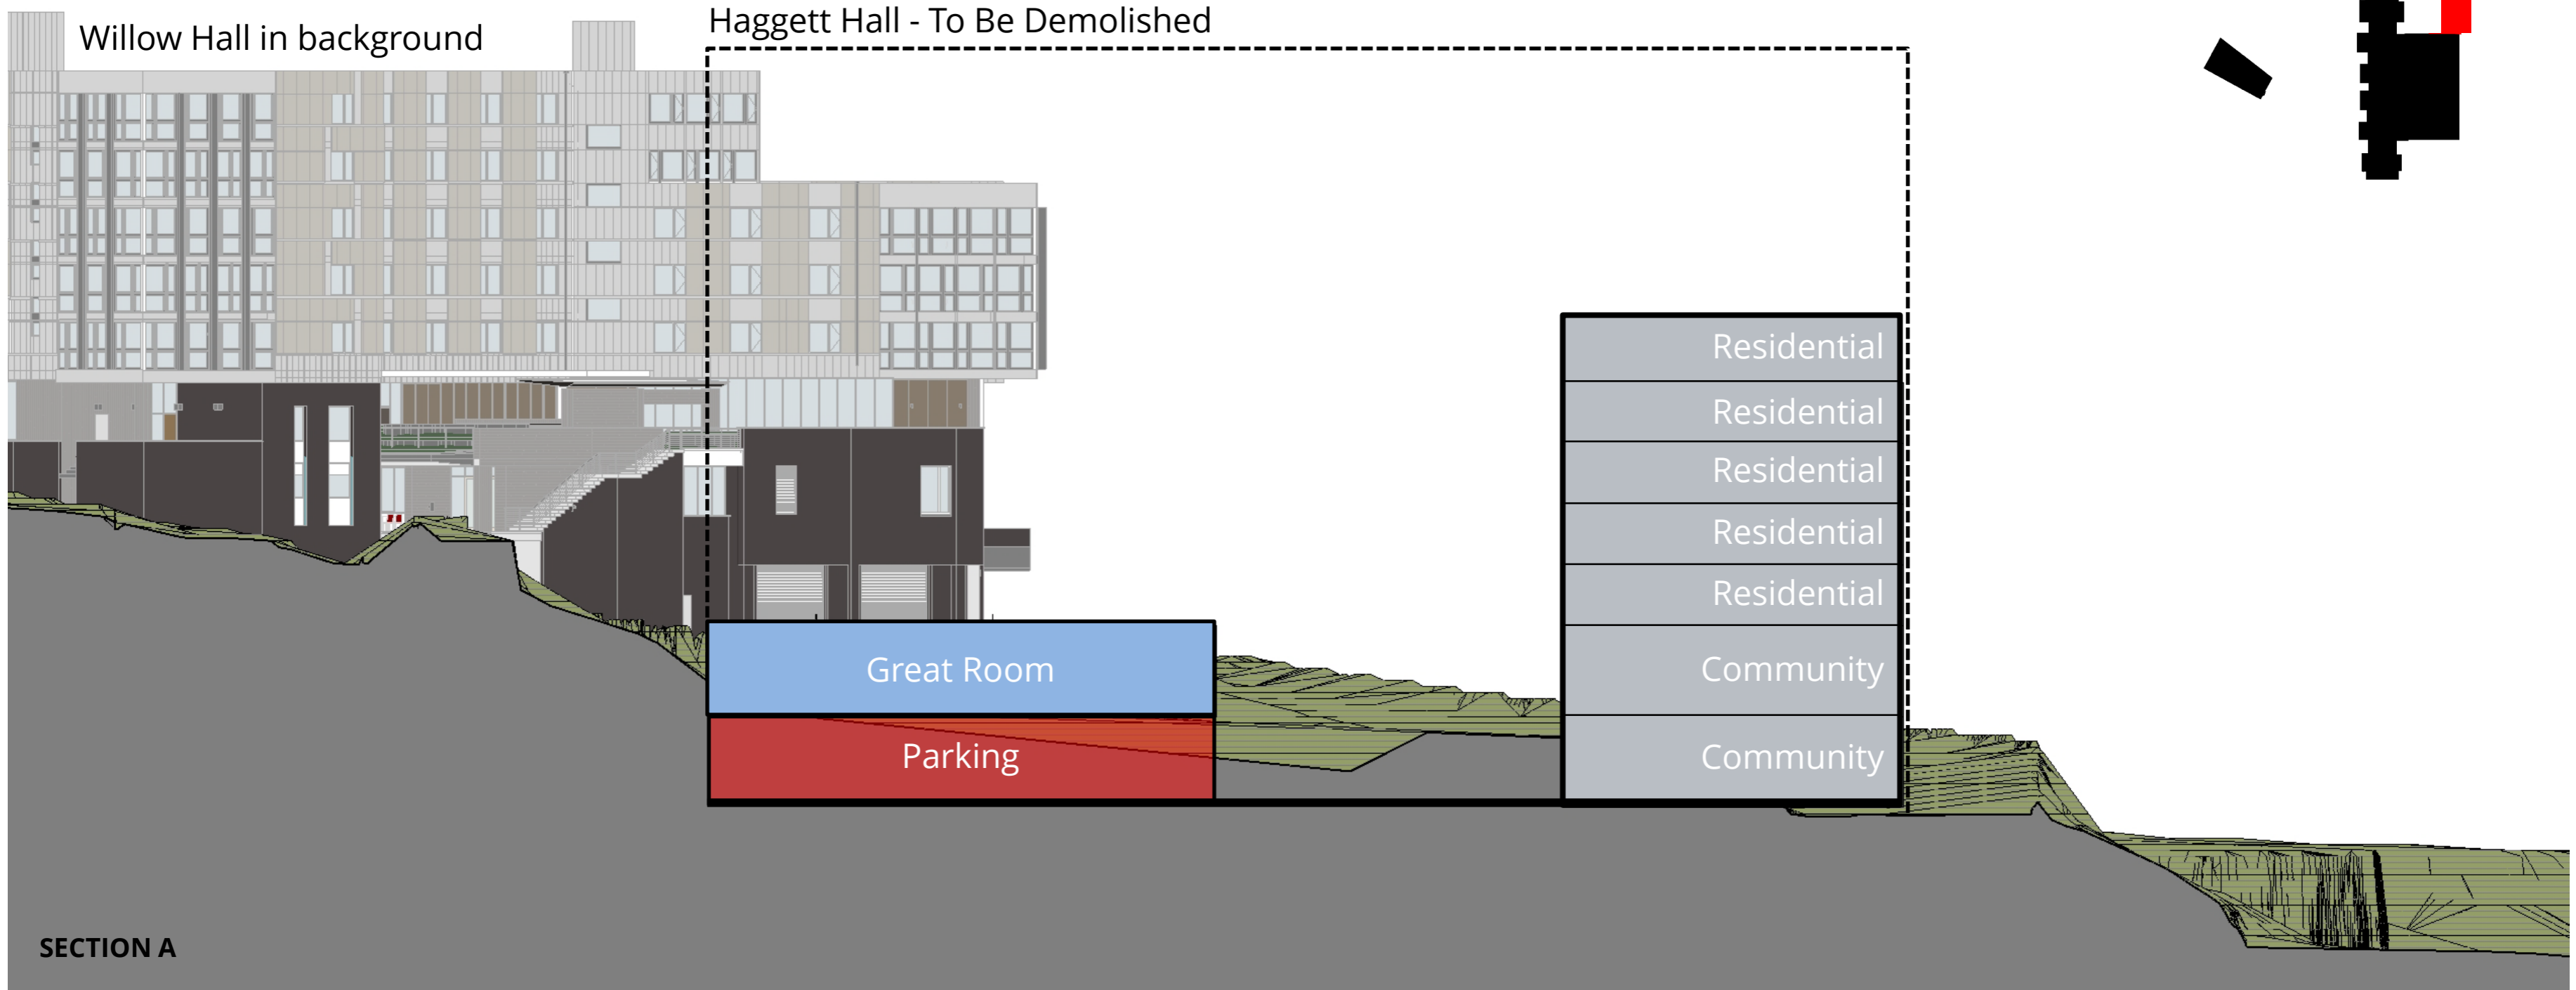 Haggett Hall - To Be Demolished
Willow Hall in background
Residential
Residential
Residential
Residential
Residential
Great Room
Community
Parking
Community
SECTION A